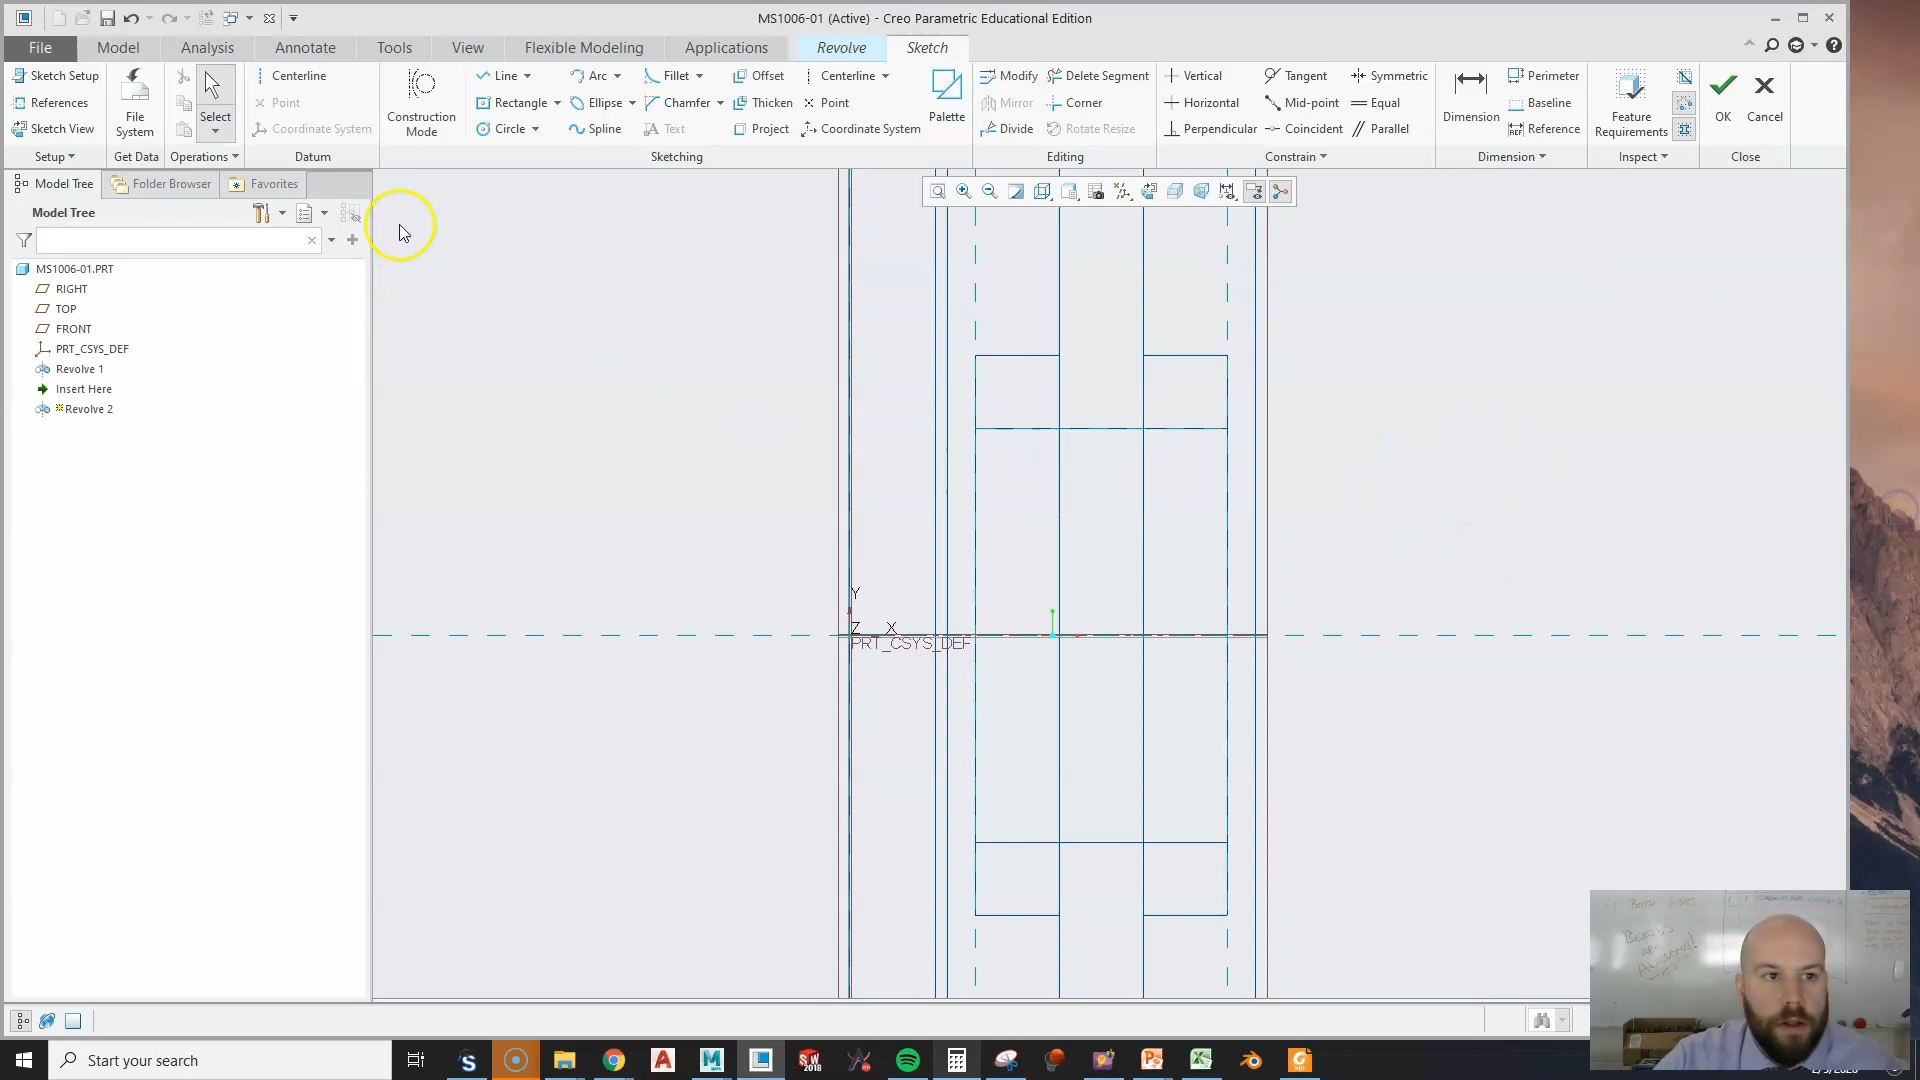 MS1006-01 (Active) - Creo Parametric Educational Edition
File Model Analysis Annotate Tools View Flexible Modeling Applications Revolve Sketch
Sketch Setup
References
Sketch View
Setup
File System
Get Data
Select
Operations
Centerline
Point
Coordinate System
Datum
Construction Mode
Line Arc Fillet Offset Centerline
Rectangle Ellipse Chamfer Thicken Point
Circle Spline Text Project Coordinate System
Palette
Sketching
Modify Delete Segment
Mirror Corner
Divide Rotate Resize
Editing
Vertical Tangent Symmetric
Horizontal Mid-point Equal
Perpendicular Coincident Parallel
Constrain
Dimension
Perimeter
Baseline
Reference
Dimension
Feature Requirements
Inspect
OK Cancel
Close
Model Tree Folder Browser Favorites
Model Tree
MS1006-01.PRT
RIGHT
TOP
FRONT
PRT_CSYS_DEF
Revolve 1
Insert Here
Revolve 2
Y
Z X
PRT_CSYS_DEF
BEARDS
ARE
AWESOME!
Start your search